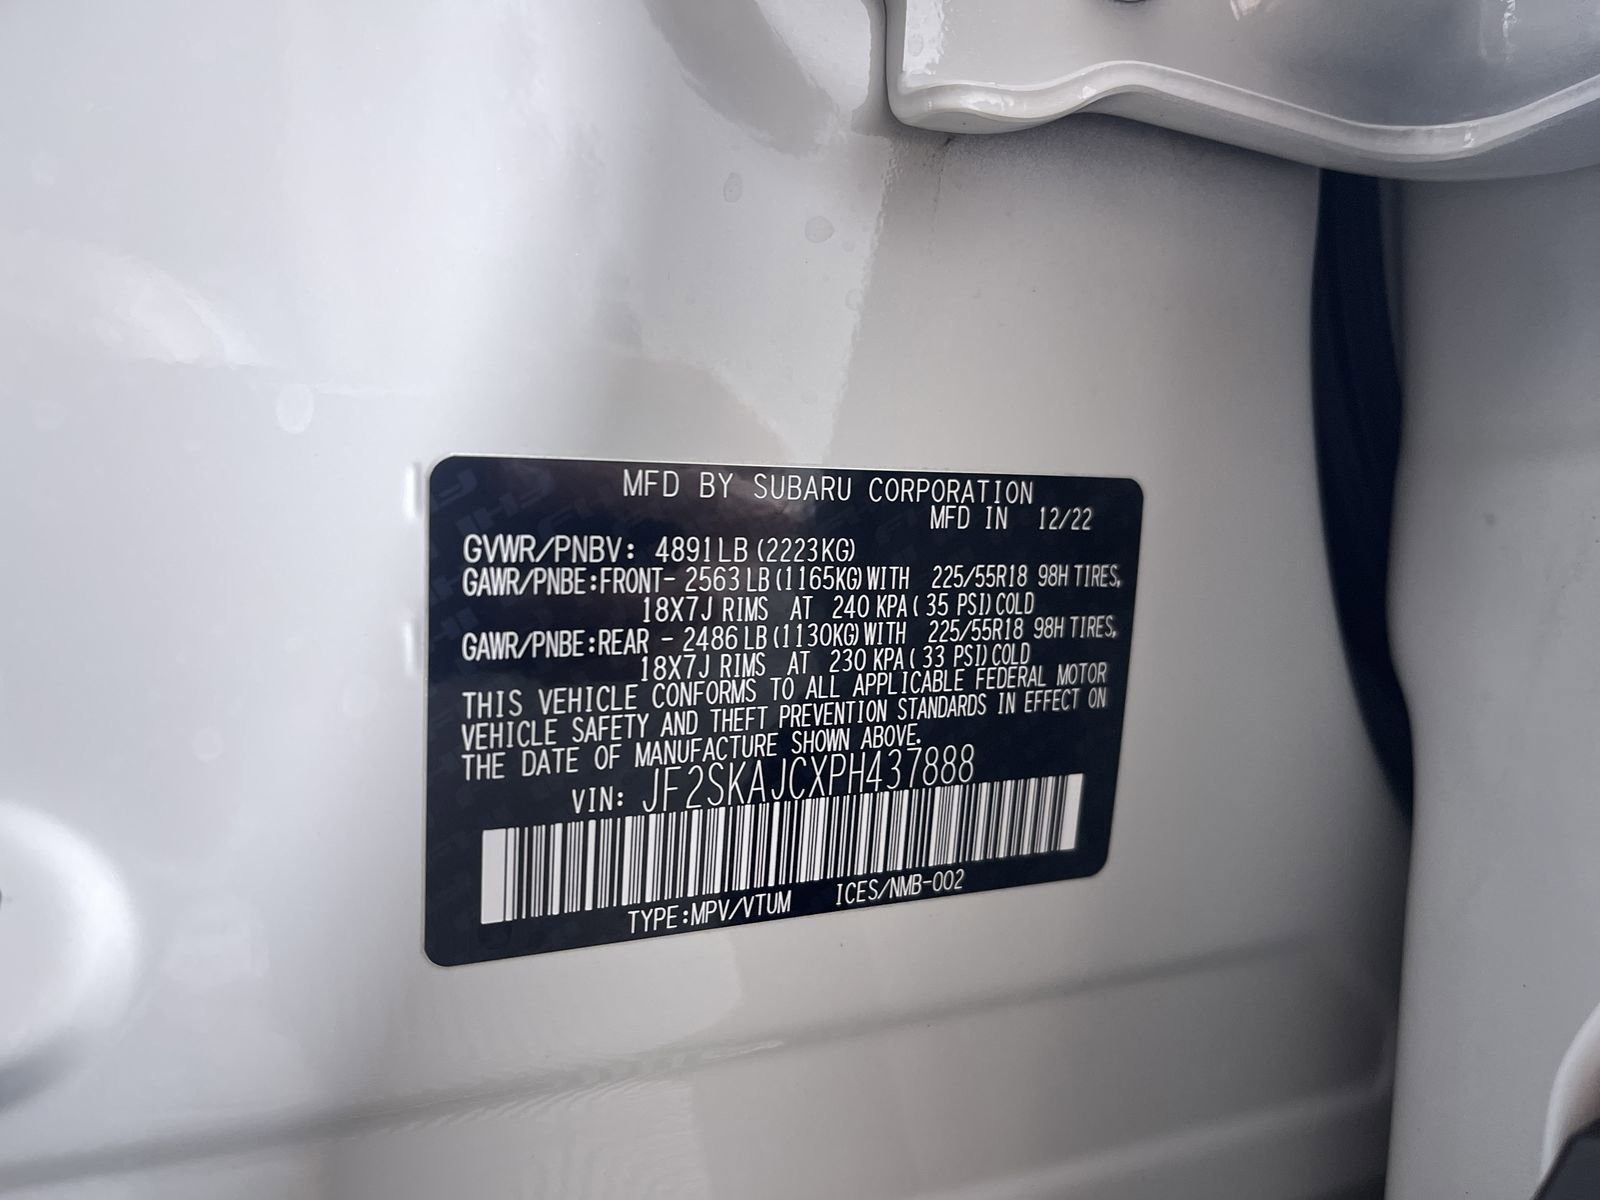 MFD BY SUBARU CORPORATION
MFD IN 12/22
GVWR/PNBV: 4891LB (2223KG)
GAWR/PNBE:FRONT- 2563LB (1165KG) WITH 225/55R18 98H TIRES,
18X7J RIMS AT 240 KPA( 35 PSI) COLD
GAWR/PNBE:REAR - 2486LB (1130KG) WITH 225/55R18 98H TIRES,
18X7J RIMS AT 230 KPA( 33 PSI) COLD
THIS VEHICLE CONFORMS TO ALL APPLICABLE FEDERAL MOTOR
VEHICLE SAFETY AND THEFT PREVENTION STANDARDS IN EFFECT ON
THE DATE OF MANUFACTURE SHOWN ABOVE.
VIN: JF2SKAJCXPH437888
TYPE:MPV/VTUM ICES/NMB-002